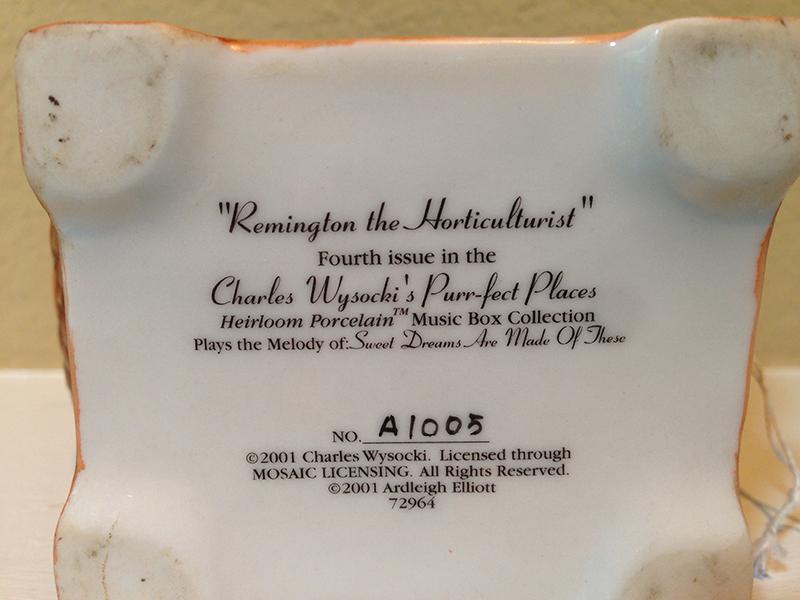 "Remington the Horticulturist"
Fourth issue in the
Charles Wysocki's Purr-fect Places
Heirloom Porcelain™ Music Box Collection
Plays the Melody of: Sweet Dreams Are Made Of These
NO. A1005
©2001 Charles Wysocki. Licensed through
MOSAIC LICENSING. All Rights Reserved.
©2001 Ardleigh Elliott
72964